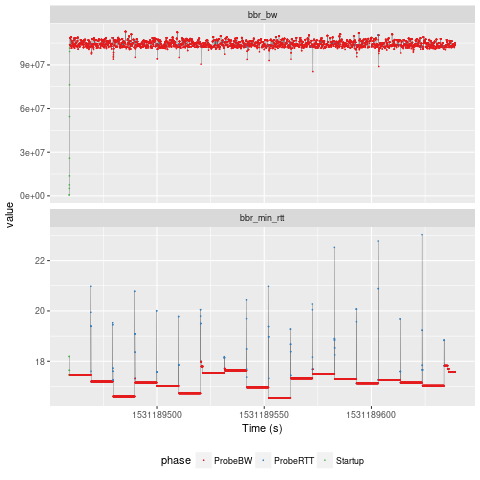 bbr_bw
9e+07
6e+07
3e+07
0e+00
value
bbr_min_rtt
22
20
18
1531189500 1531189550 1531189600
Time (s)
phase ProbeBW ProbeRTT Startup